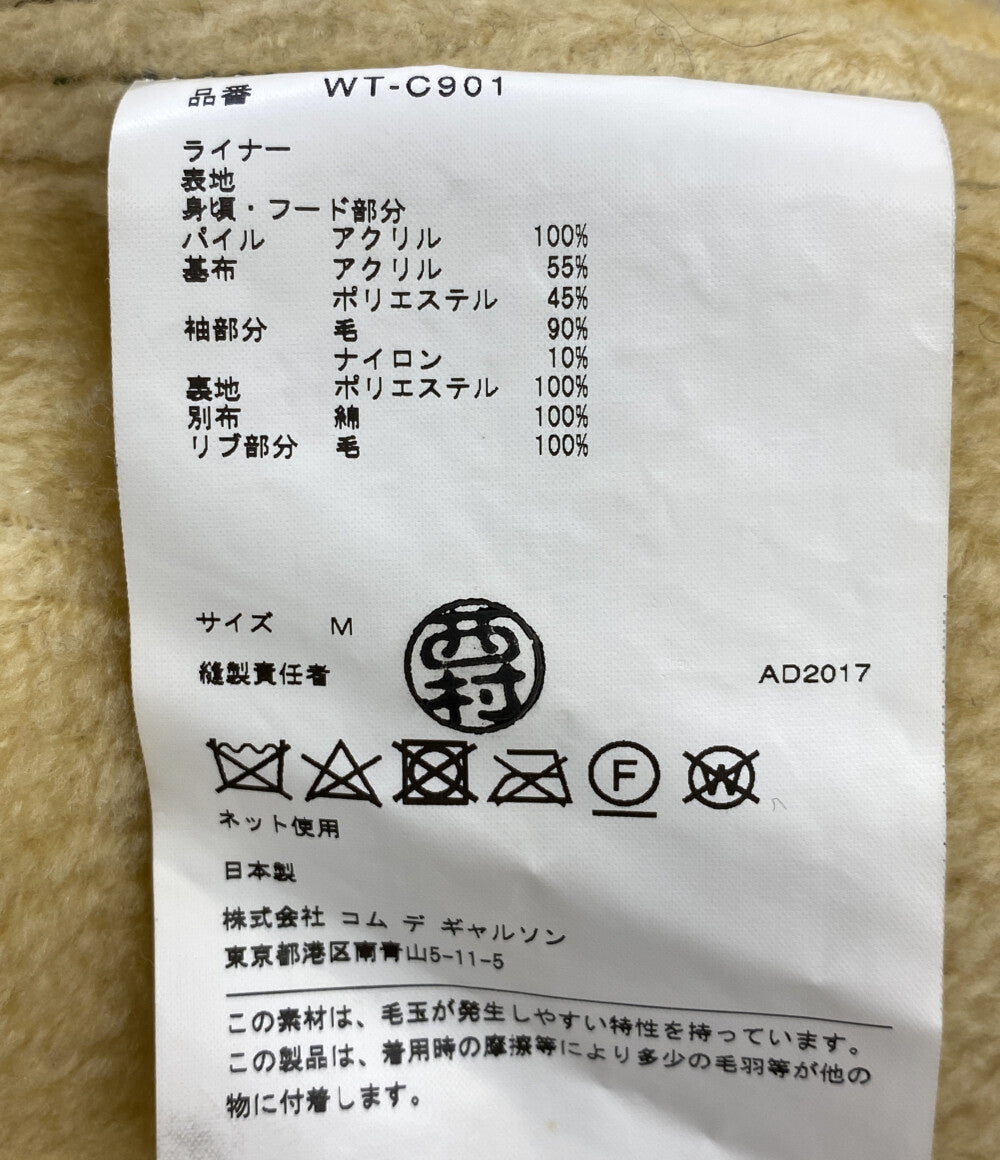 品番 WT-C901
ライナー
表地
身頃・フード部分
パイル アクリル 100%
基布 アクリル 55%
ポリエステル 45%
袖部分 毛 90%
ナイロン 10%
裏地 ポリエステル 100%
別布 綿 100%
リブ部分 毛 100%
サイズ M
縫製責任者 西村 AD2017
F W
ネット使用
日本製
株式会社 コム デ ギャルソン
東京都港区南青山5-11-5
この素材は、毛玉が発生しやすい特性を持っています。
この製品は、着用時の摩擦等により多少の毛羽等が他の
物に付着します。